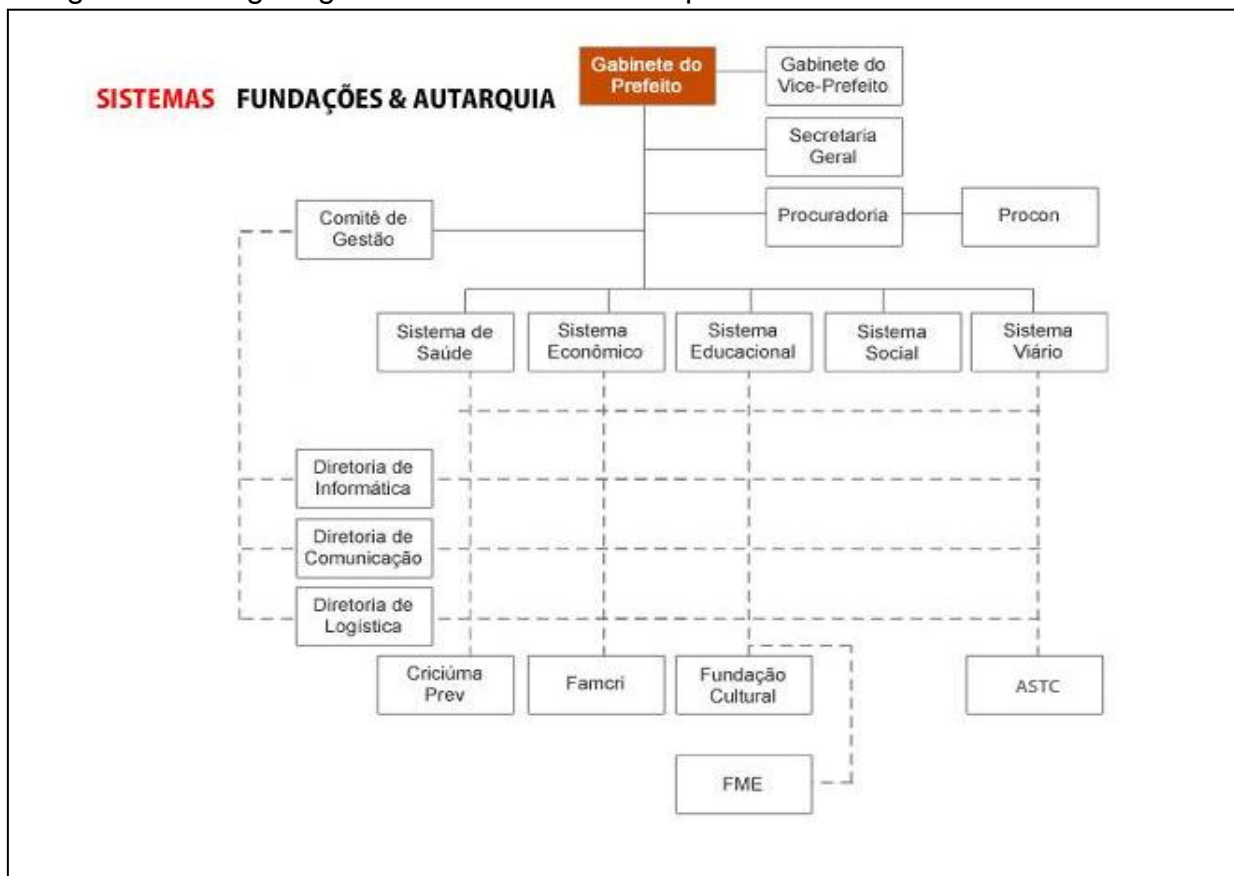 Gabinete do
Prefeito
Gabinete do
Vice-Prefeito
SISTEMAS FUNDAÇÕES & AUTARQUIA
Secretaria
Geral
Comitê de
Gestão
Procuradoria
Procon
Sistema de
Saúde
Sistema
Econômico
Sistema
Educacional
Sistema
Social
Sistema
Viário
Diretoria de
Informática
Diretoria de
Comunicação
Diretoria de
Logística
Criciúma
Prev
Famcri
Fundação
Cultural
ASTC
FME